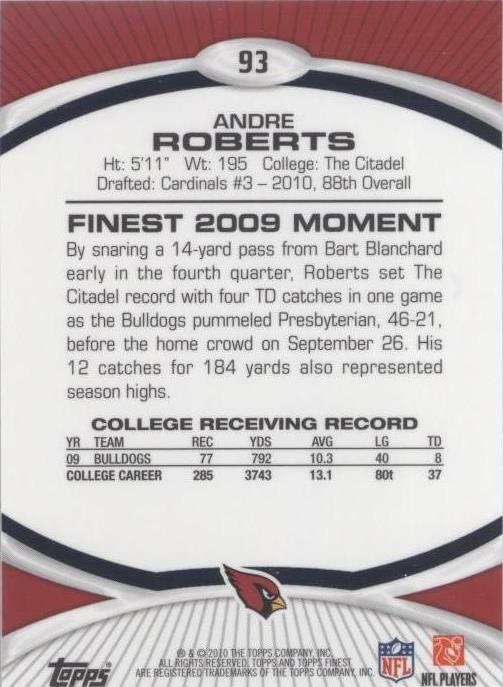 93
ANDRE
ROBERTS
Ht: 5'11" Wt: 195 College: The Citadel
Drafted: Cardinals #3 – 2010, 88th Overall
FINEST 2009 MOMENT
By snaring a 14-yard pass from Bart Blanchard
early in the fourth quarter, Roberts set The
Citadel record with four TD catches in one game
as the Bulldogs pummeled Presbyterian, 46-21,
before the home crowd on September 26. His
12 catches for 184 yards also represented
season highs.
COLLEGE RECEIVING RECORD
YR TEAM REC YDS AVG LG TD
09 BULLDOGS 77 792 10.3 40 8
COLLEGE CAREER 285 3743 13.1 80t 37
® & © 2010 THE TOPPS COMPANY, INC.
ALL RIGHTS RESERVED. TOPPS AND TOPPS FINEST
ARE REGISTERED TRADEMARKS OF THE TOPPS COMPANY, INC.
topps
NFL
NFL PLAYERS